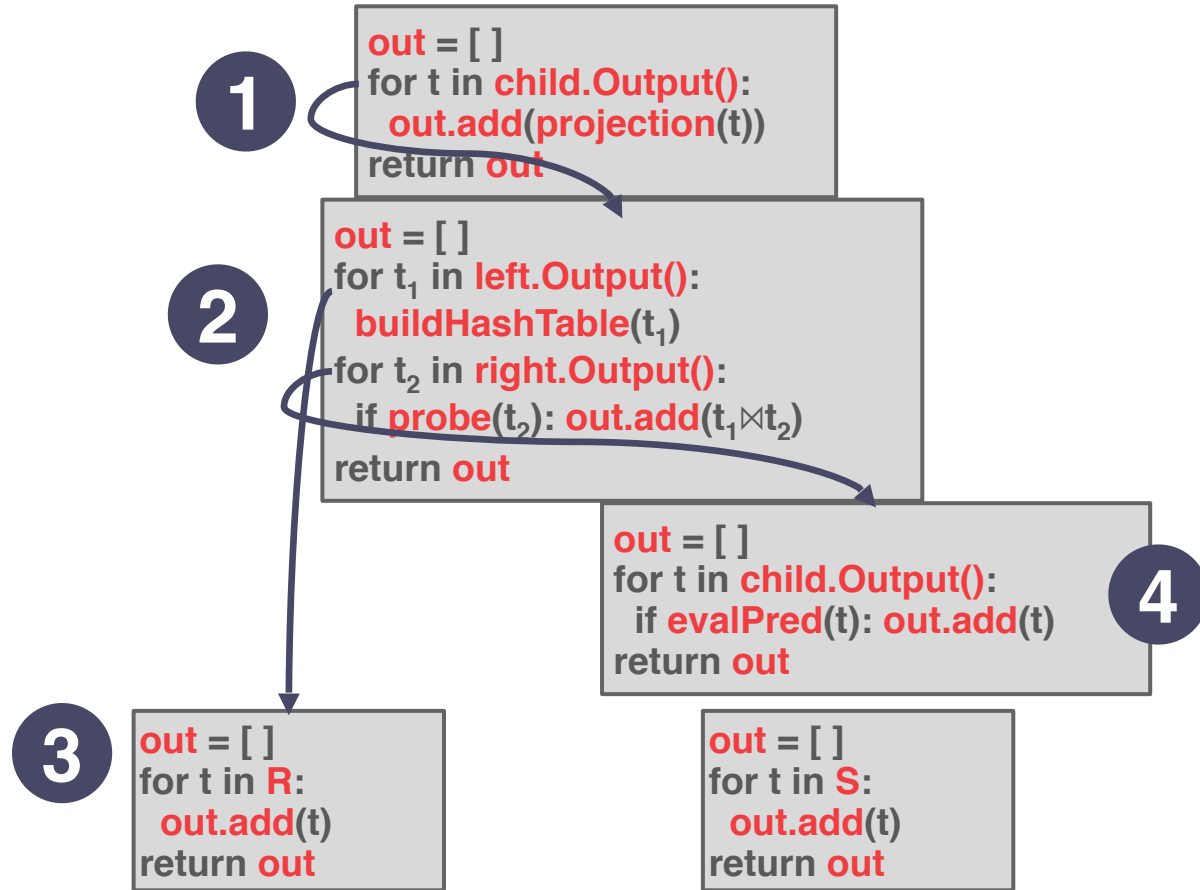 1
out = [ ]
for t in child.Output():
out.add(projection(t))
return out
2
out = [ ]
for t₁ in left.Output():
buildHashTable(t₁)
for t₂ in right.Output():
if probe(t₂): out.add(t₁⋈t₂)
return out
4
out = [ ]
for t in child.Output():
if evalPred(t): out.add(t)
return out
3
out = [ ]
for t in R:
out.add(t)
return out
out = [ ]
for t in S:
out.add(t)
return out